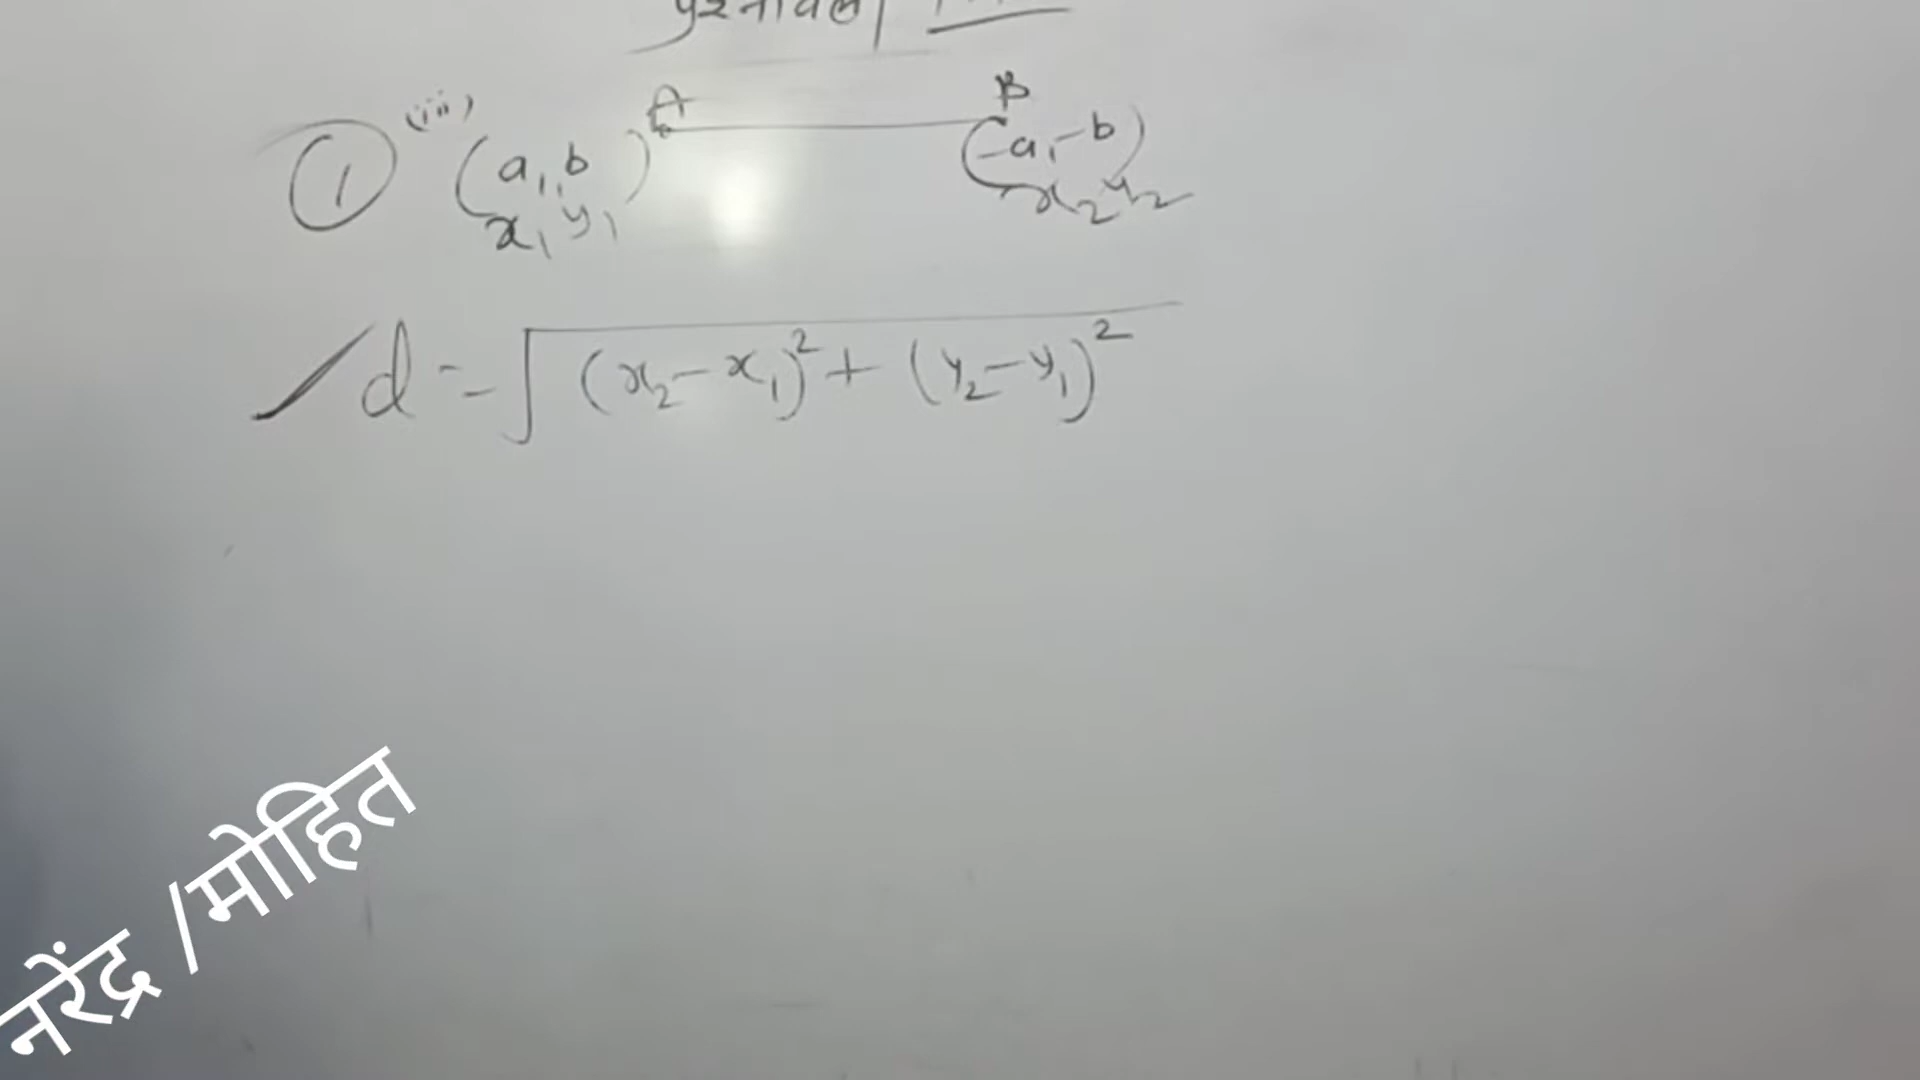 प्रश्नावली
① (iii) (a, b) A B (-a, -b)
x₁ y₁ x₂ y₂
d = √(x₂ - x₁)² + (y₂ - y₁)²
नरेंद्र /मोहित